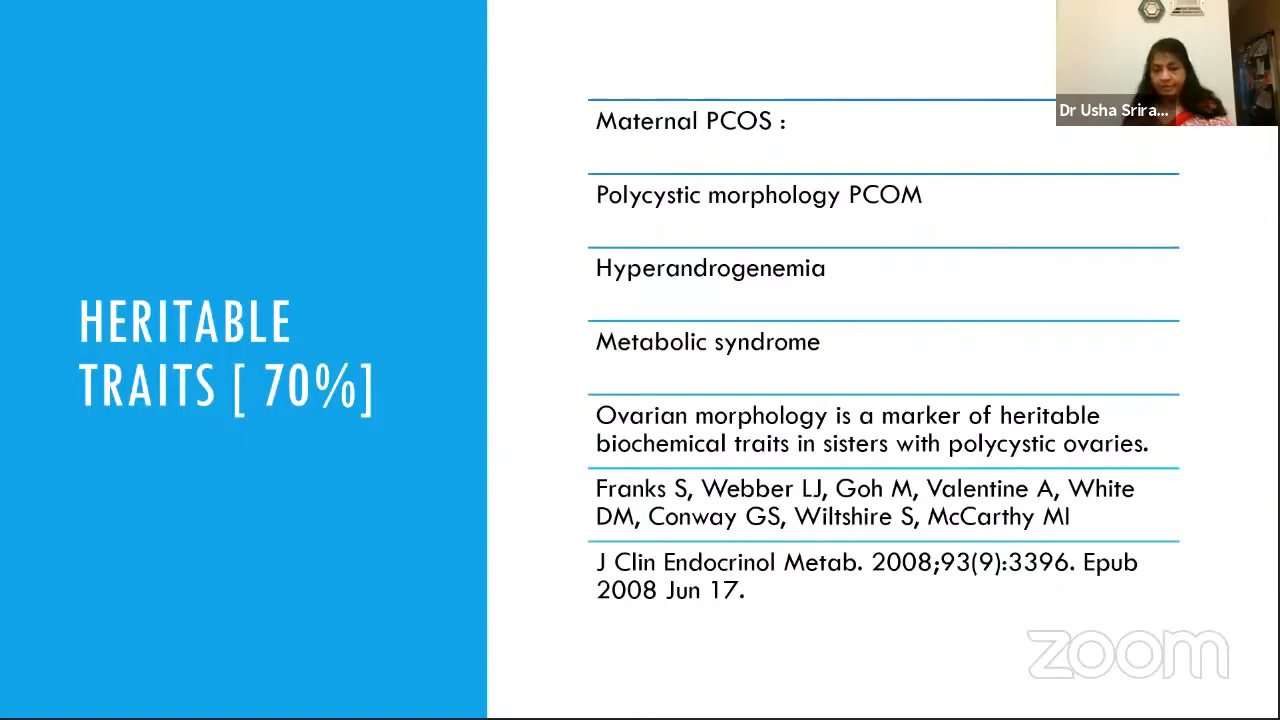 Dr Usha Srira...
Maternal PCOS :
Polycystic morphology PCOM
Hyperandrogenemia
HERITABLE
TRAITS [ 70%]
Metabolic syndrome
Ovarian morphology is a marker of heritable
biochemical traits in sisters with polycystic ovaries.
Franks S, Webber LJ, Goh M, Valentine A, White
DM, Conway GS, Wiltshire S, McCarthy MI
J Clin Endocrinol Metab. 2008;93(9):3396. Epub
2008 Jun 17.
zoom